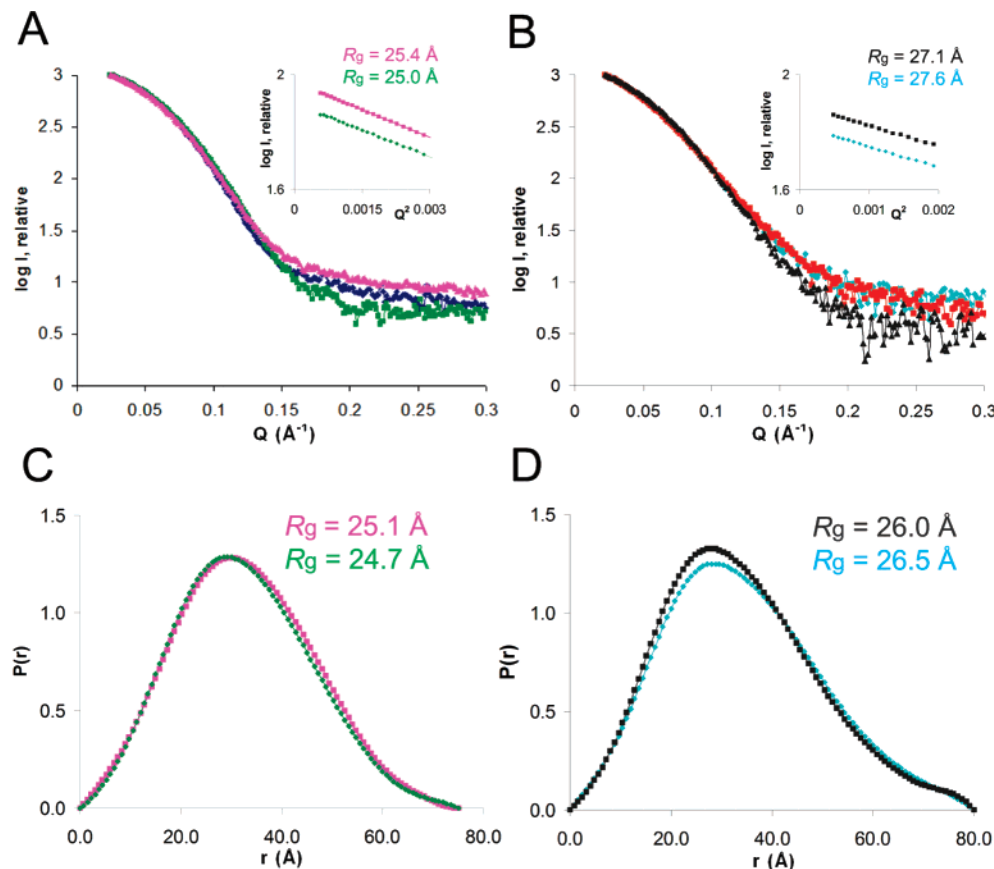 A
Rg = 25.4 Å
Rg = 25.0 Å
log I, relative
3
2.5
2
1.5
1
0.5
0
0
0.05
0.1
0.15
0.2
0.25
0.3
Q (Å⁻¹)
log I, relative
2
1.6
0
0.0015
0.003
Q²
B
Rg = 27.1 Å
Rg = 27.6 Å
log I, relative
3
2.5
2
1.5
1
0.5
0
0
0.05
0.1
0.15
0.2
0.25
0.3
Q (Å⁻¹)
log I, relative
2
1.6
0
0.001
0.002
Q²
C
Rg = 25.1 Å
Rg = 24.7 Å
P(r)
1.5
1.0
0.5
0.0
0.0
20.0
40.0
60.0
80.0
r (Å)
D
Rg = 26.0 Å
Rg = 26.5 Å
P(r)
1.5
1.0
0.5
0.0
0.0
20.0
40.0
60.0
80.0
r (Å)